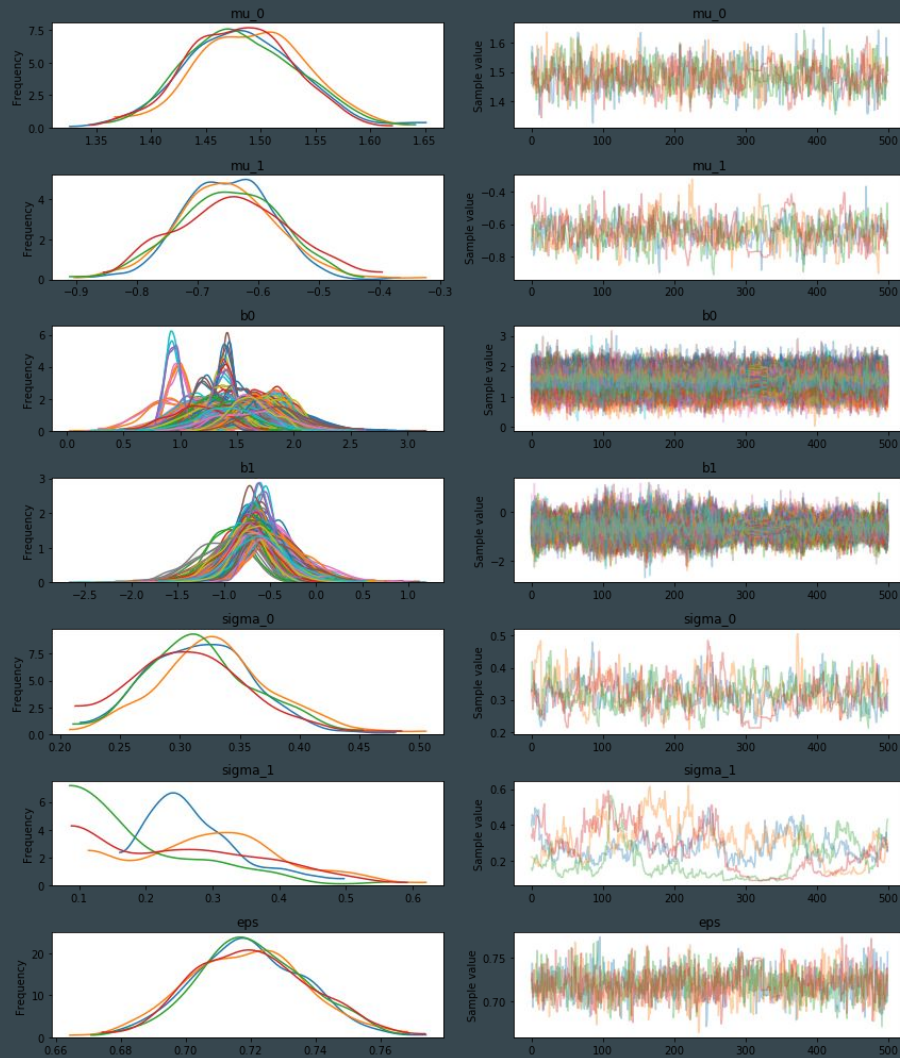 mu_0 mu_0
Frequency 7.5 5.0 2.5 0.0
1.35 1.40 1.45 1.50 1.55 1.60 1.65
Sample value 1.6 1.5 1.4
0 100 200 300 400 500
mu_1 mu_1
Frequency 4 2 0
−0.9 −0.8 −0.7 −0.6 −0.5 −0.4 −0.3
Sample value −0.4 −0.6 −0.8
0 100 200 300 400 500
b0 b0
Frequency 6 4 2 0
0.0 0.5 1.0 1.5 2.0 2.5 3.0
Sample value 3 2 1 0
0 100 200 300 400 500
b1 b1
Frequency 3 2 1 0
−2.5 −2.0 −1.5 −1.0 −0.5 0.0 0.5 1.0
Sample value 0 −2
0 100 200 300 400 500
sigma_0 sigma_0
Frequency 7.5 5.0 2.5 0.0
0.20 0.25 0.30 0.35 0.40 0.45 0.50
Sample value 0.5 0.4 0.3 0.2
0 100 200 300 400 500
sigma_1 sigma_1
Frequency 6 4 2 0
0.1 0.2 0.3 0.4 0.5 0.6
Sample value 0.6 0.4 0.2
0 100 200 300 400 500
eps eps
Frequency 20 10 0
0.66 0.68 0.70 0.72 0.74 0.76
Sample value 0.75 0.70
0 100 200 300 400 500